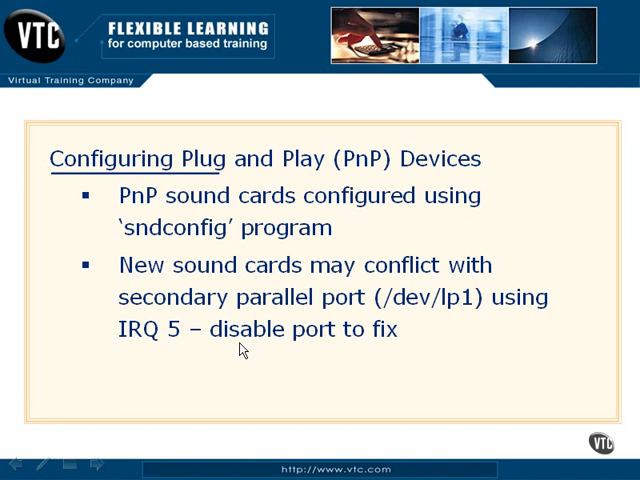 VTC
FLEXIBLE LEARNING
for computer based training
Virtual Training Company
Configuring Plug and Play (PnP) Devices
▪ PnP sound cards configured using
‘sndconfig’ program
▪ New sound cards may conflict with
secondary parallel port (/dev/lp1) using
IRQ 5 – disable port to fix
VTC
http://www.vtc.com